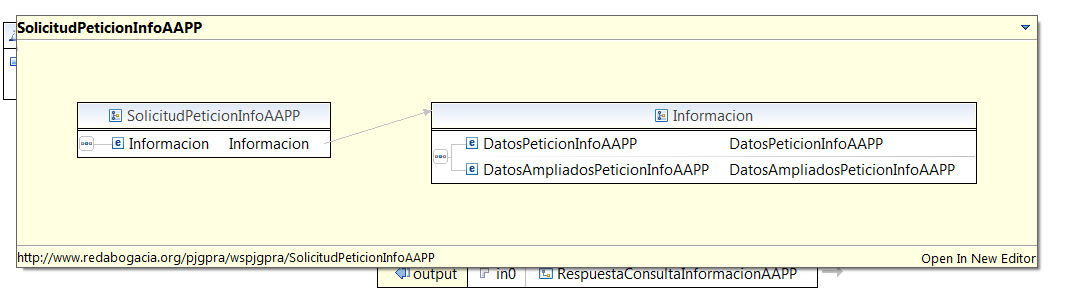 SolicitudPeticionInfoAAPP
SolicitudPeticionInfoAAPP
Informacion Informacion
Informacion
DatosPeticionInfoAAPP DatosPeticionInfoAAPP
DatosAmpliadosPeticionInfoAAPP DatosAmpliadosPeticionInfoAAPP
http://www.redabogacia.org/pjgpra/wspjgpra/SolicitudPeticionInfoAAPP Open In New Editor
output in0 RespuestaConsultaInformacionAAPP